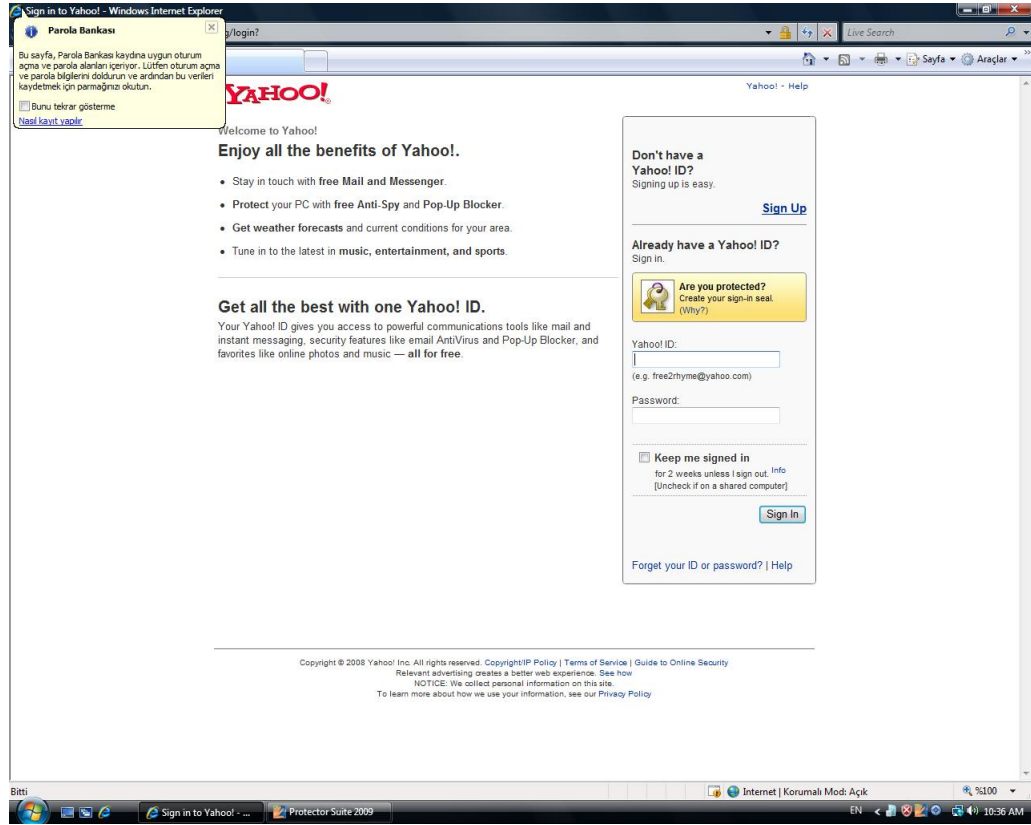 Sign in to Yahoo! - Windows Internet Explorer
Parola Bankası
Bu sayfa, Parola Bankası kaydına uygun oturum
açma ve parola alanları içeriyor. Lütfen oturum açma
ve parola bilgilerini doldurun ve ardından bu verileri
kaydetmek için parmağınızı okutun.
Bunu tekrar gösterme
Nasıl kayıt yapılır
g/login?
Live Search
Sayfa
Araçlar
YAHOO!
Yahoo! - Help
Welcome to Yahoo!
Enjoy all the benefits of Yahoo!.
• Stay in touch with free Mail and Messenger.
• Protect your PC with free Anti-Spy and Pop-Up Blocker.
• Get weather forecasts and current conditions for your area.
• Tune in to the latest in music, entertainment, and sports.
Get all the best with one Yahoo! ID.
Your Yahoo! ID gives you access to powerful communications tools like mail and
instant messaging, security features like email AntiVirus and Pop-Up Blocker, and
favorites like online photos and music — all for free.
Don't have a
Yahoo! ID?
Signing up is easy.
Sign Up
Already have a Yahoo! ID?
Sign in.
Are you protected?
Create your sign-in seal.
(Why?)
Yahoo! ID:
(e.g. free2rhyme@yahoo.com)
Password:
Keep me signed in
for 2 weeks unless I sign out. Info
[Uncheck if on a shared computer]
Sign In
Forget your ID or password? | Help
Copyright © 2008 Yahoo! Inc. All rights reserved. Copyright/IP Policy | Terms of Service | Guide to Online Security
Relevant advertising creates a better web experience. See how
NOTICE: We collect personal information on this site.
To learn more about how we use your information, see our Privacy Policy
Bitti
Internet | Korumalı Mod: Açık
%100
Sign in to Yahoo! - ...
Protector Suite 2009
EN
10:36 AM